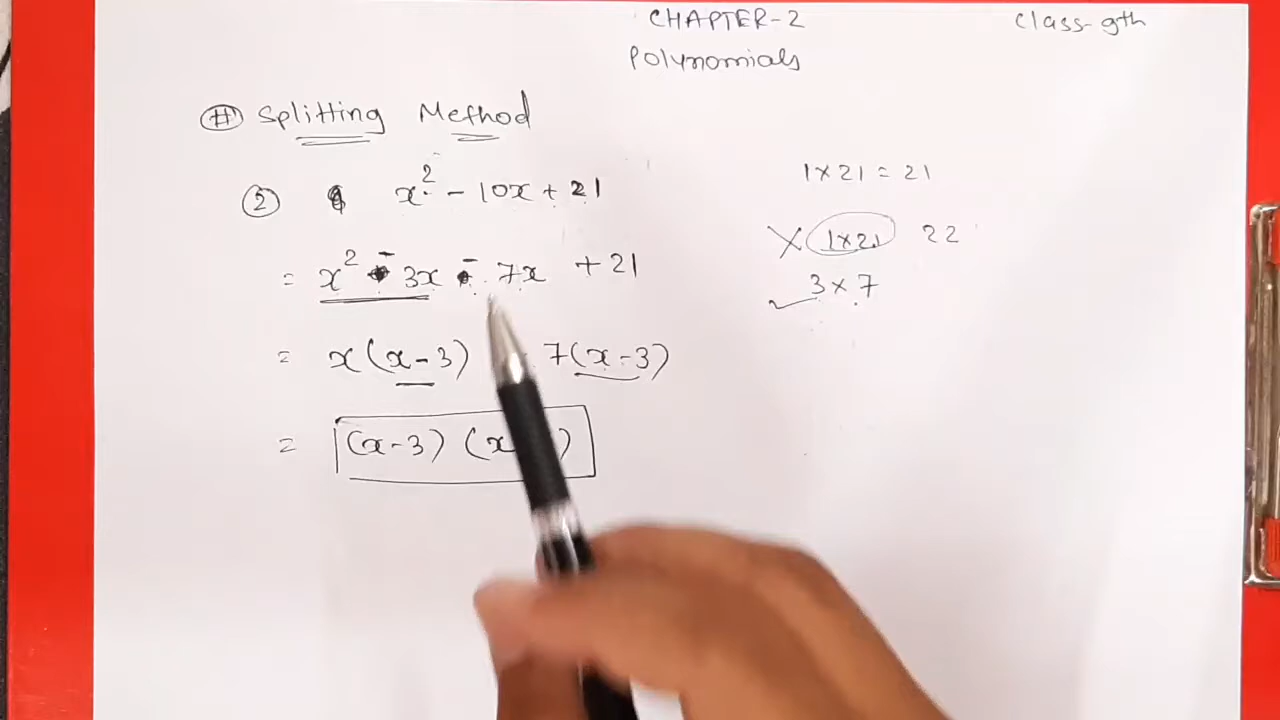 CHAPTER-2
Class-9th
Polynomials
# Splitting Method
② x² - 10x + 21
= x² - 3x - 7x + 21
= x(x-3) 7(x-3)
= (x-3) (x )
1×21 = 21
× 1×21 22
3×7